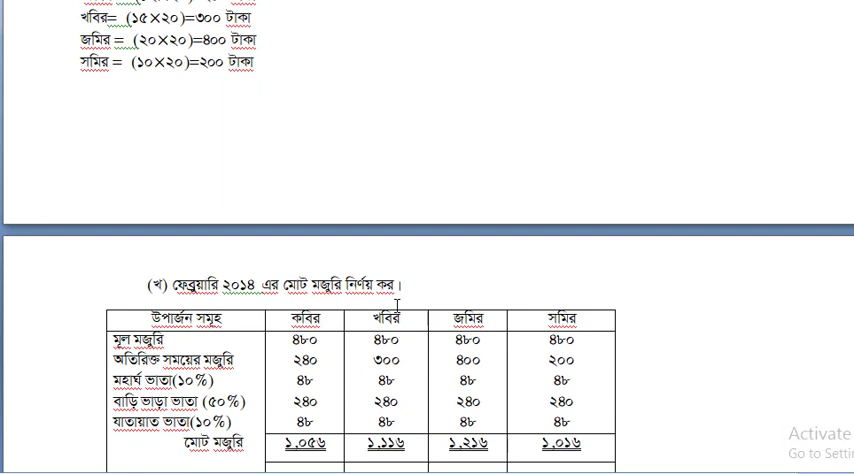 খবির= (১৫×২০)=৩০০ টাকা
জমির = (২০×২০)=৪০০ টাকা
সমির = (১০×২০)=২০০ টাকা
(খ) ফেব্রুয়ারি ২০১৪ এর মোট মজুরি নির্ণয় কর।
উপার্জন সমূহ কবির খবির জমির সমির
মূল মজুরি ৪৮০ ৪৮০ ৪৮০ ৪৮০
অতিরিক্ত সময়ের মজুরি ২৪০ ৩০০ ৪০০ ২০০
মহার্ঘ ভাতা(১০%) ৪৮ ৪৮ ৪৮ ৪৮
বাড়ি ভাড়া ভাতা (৫০%) ২৪০ ২৪০ ২৪০ ২৪০
যাতায়াত ভাতা(১০%) ৪৮ ৪৮ ৪৮ ৪৮
মোট মজুরি ১,০৫৬ ১,১১৬ ১,২১৬ ১,০১৬
Activate
Go to Settin